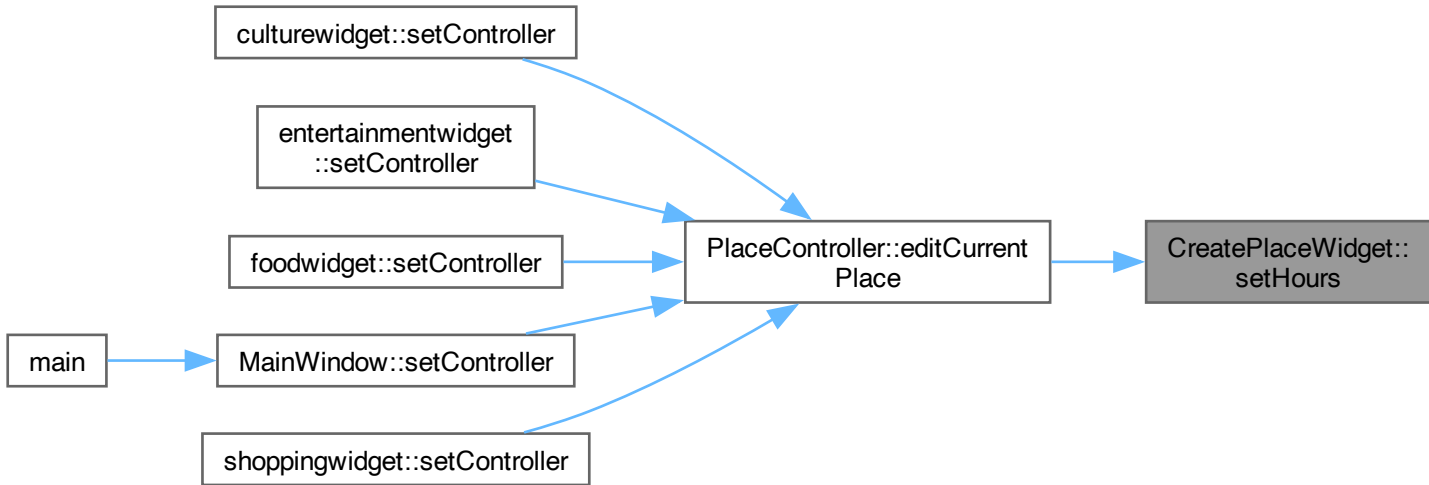 culturewidget::setController
entertainmentwidget
::setController
foodwidget::setController
main
MainWindow::setController
shoppingwidget::setController
PlaceController::editCurrent
Place
CreatePlaceWidget::
setHours